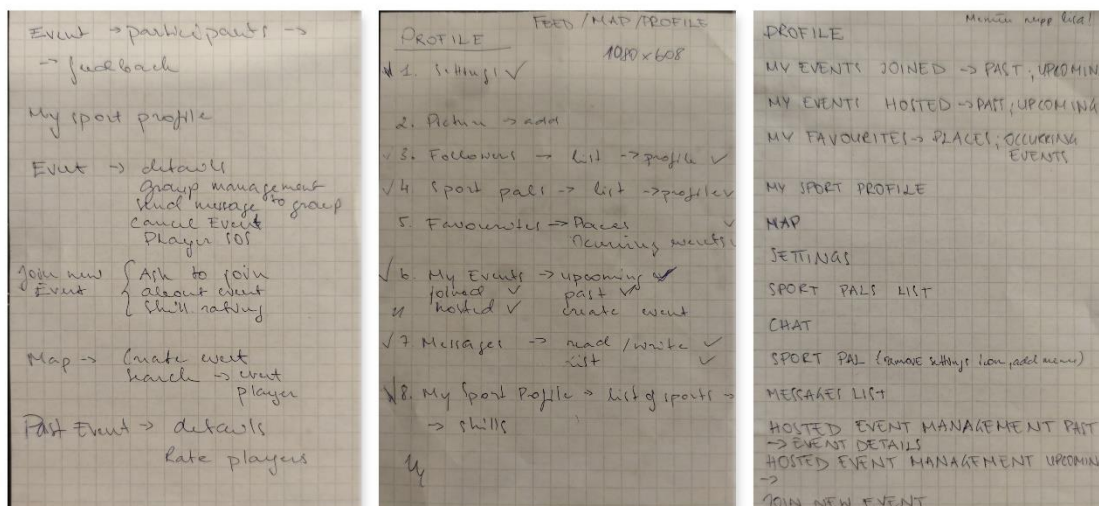 Event → participants →
→ feedback
My sport profile
Event → details
Group management
Send message to group
Cancel Event
Player SOS
Join new Event { Ask to join
about event
Skill rating
Map → Create event
Search → event
player
Past Event → details
Rate players
FEED / MAP / PROFILE
PROFILE
1080 x 608
1. Settings ✓
2. Picture → add
✓ 3. Followers → list → profile ✓
✓ 4 Sport pals → list → profile ✓
5. Favourites → Places ✓
✓ 6. My Events → upcoming ✓
joined ✓ past ✓
hosted ✓ create event
✓ 7 Messages → read / write ✓
list ✓
8. My Sport Profile → list of sports →
→ skills
PROFILE
MY EVENTS JOINED → PAST, UPCOMIN
MY EVENTS HOSTED → PAST, UPCOMING
MY FAVOURITES → PLACES, OCCURRING
EVENTS
MY SPORT PROFILE
MAP
SETTINGS
SPORT PALS LIST
CHAT
SPORT PAL (remove settings icon, add menu)
MESSAGES LIST
HOSTED EVENT MANAGEMENT PAST
→ EVENT DETAILS
HOSTED EVENT MANAGEMENT UPCOMIN
→
JOIN NEW EVENT